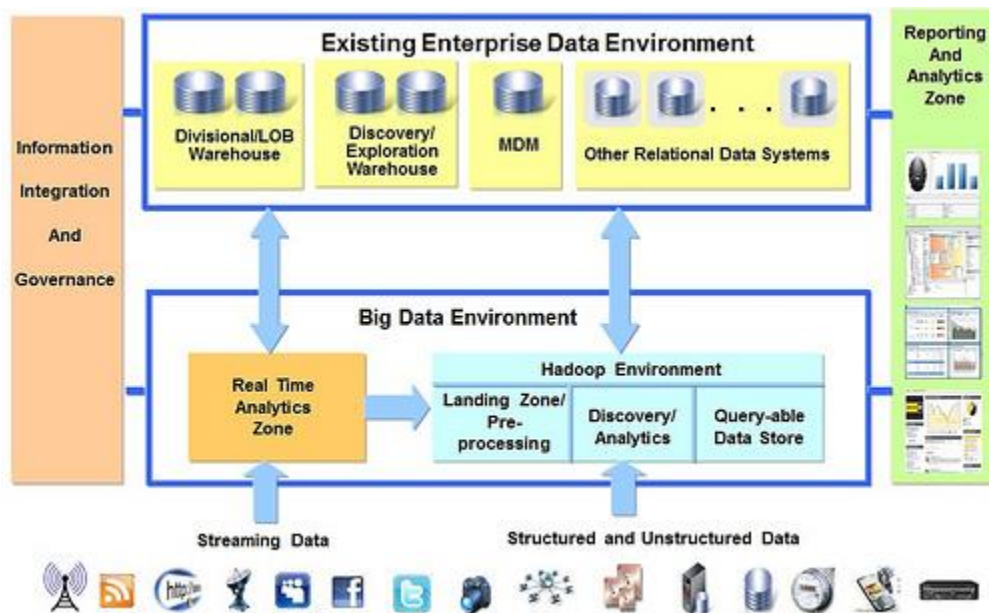 Existing Enterprise Data Environment
Divisional/LOB
Warehouse
Discovery/
Exploration
Warehouse
MDM
. . .
Other Relational Data Systems
Information
Integration
And
Governance
Reporting
And
Analytics
Zone
Big Data Environment
Real Time
Analytics
Zone
Hadoop Environment
Landing Zone/
Pre-
processing
Discovery/
Analytics
Query-able
Data Store
Streaming Data
Structured and Unstructured Data